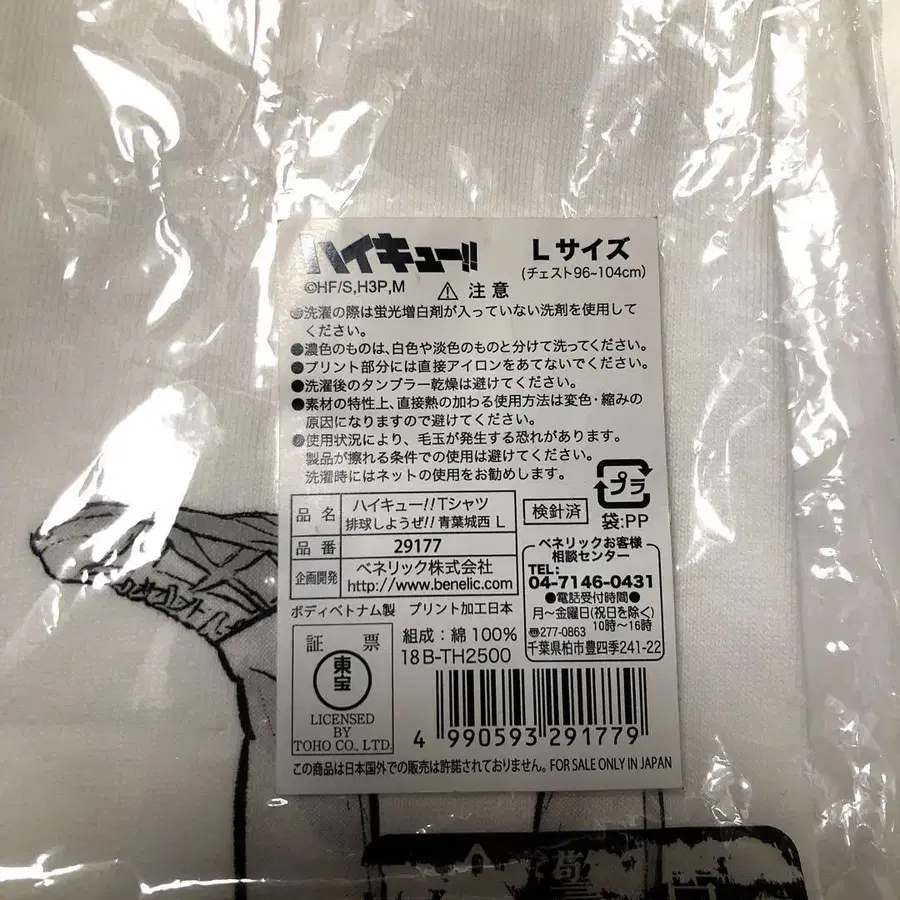 ハイキュー!!
Lサイズ
(チェスト96~104cm)
©HF/S,H3P,M
⚠ 注意
●洗濯の際は蛍光増白剤が入っていない洗剤を使用して
ください。
●濃色のものは、白色や淡色のものと分けて洗ってください。
●プリント部分には直接アイロンをあてないでください。
●洗濯後のタンブラー乾燥は避けてください。
●素材の特性上、直接熱の加わる使用方法は変色・縮みの
原因になりますので避けてください。
●使用状況により、毛玉が発生する恐れがあります。
製品が擦れる条件での使用は避けてください。
洗濯時にはネットの使用をお勧めします。
プラ
袋:PP
検針済
品名 ハイキュー!!Tシャツ
排球しようぜ!! 青葉城西 L
品番 29177
企画開発 ベネリック株式会社
http://www.benelic.com
ボディベトナム製 プリント加工日本
ベネリックお客様
相談センター
TEL:
04-7146-0431
●電話受付時間●
月~金曜日(祝日を除く)
10時~16時
〠277-0863
千葉県柏市豊四季241-22
証票
東宝
LICENSED
BY
TOHO CO., LTD.
組成:綿100%
18B-TH2500
4 990593 291779
この商品は日本国外での販売は許諾されておりません。FOR SALE ONLY IN JAPAN